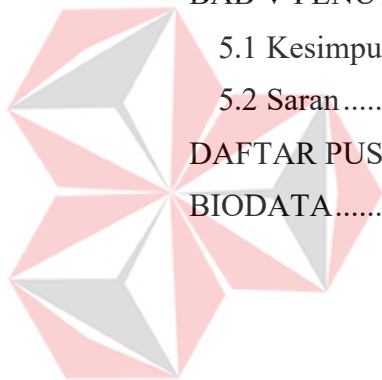 BAB V PENU
5.1 Kesimpu
5.2 Saran.....
DAFTAR PUS
BIODATA......